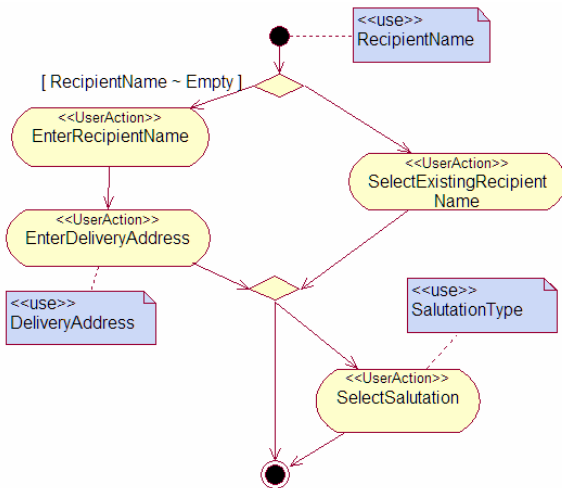 <<use>>
RecipientName
[ RecipientName ~ Empty ]
<<UserAction>>
EnterRecipientName
<<UserAction>>
SelectExistingRecipient
Name
<<UserAction>>
EnterDeliveryAddress
<<use>>
DeliveryAddress
<<use>>
SalutationType
<<UserAction>>
SelectSalutation